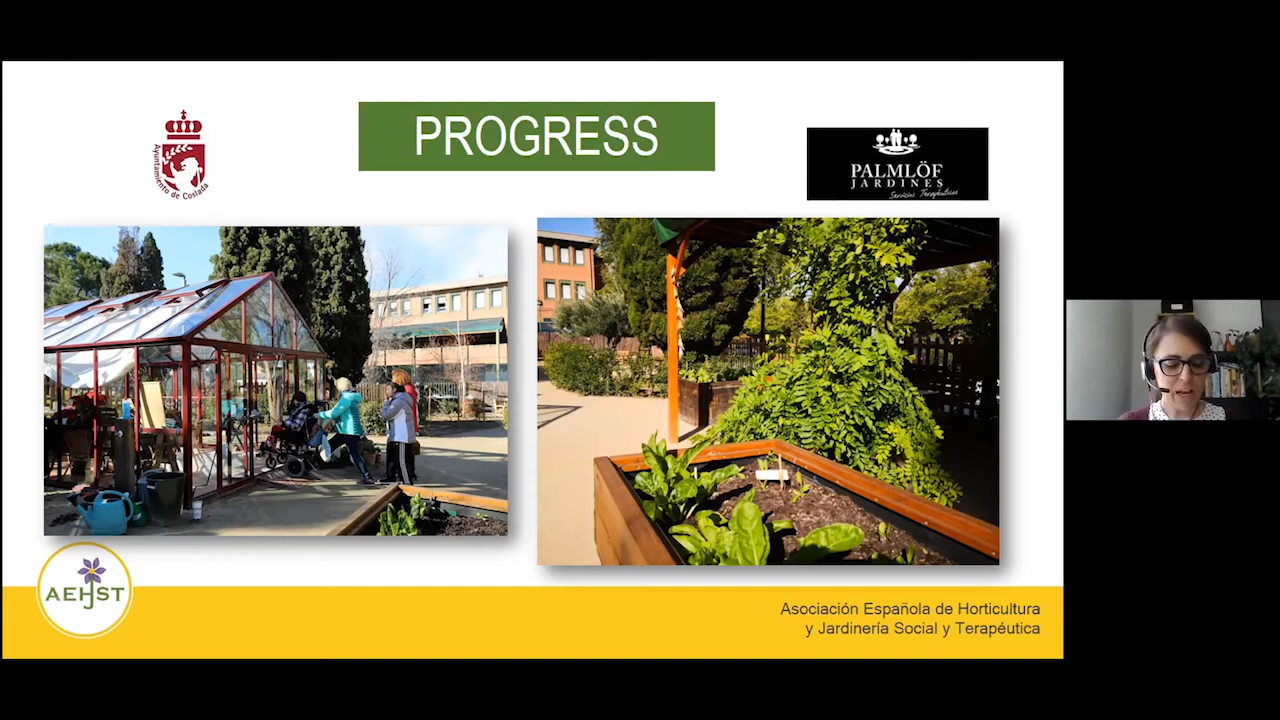 PROGRESS
Ayuntamiento de Coslada
PALMLÖF
JARDINES
Servicios Terapéuticos
AEHJST
Asociación Española de Horticultura
y Jardinería Social y Terapéutica